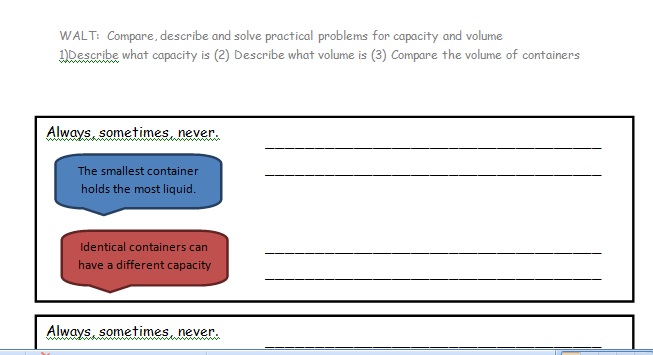 WALT: Compare, describe and solve practical problems for capacity and volume
1)Describe what capacity is (2) Describe what volume is (3) Compare the volume of containers
Always, sometimes, never.
The smallest container
holds the most liquid.
Identical containers can
have a different capacity
Always, sometimes, never.